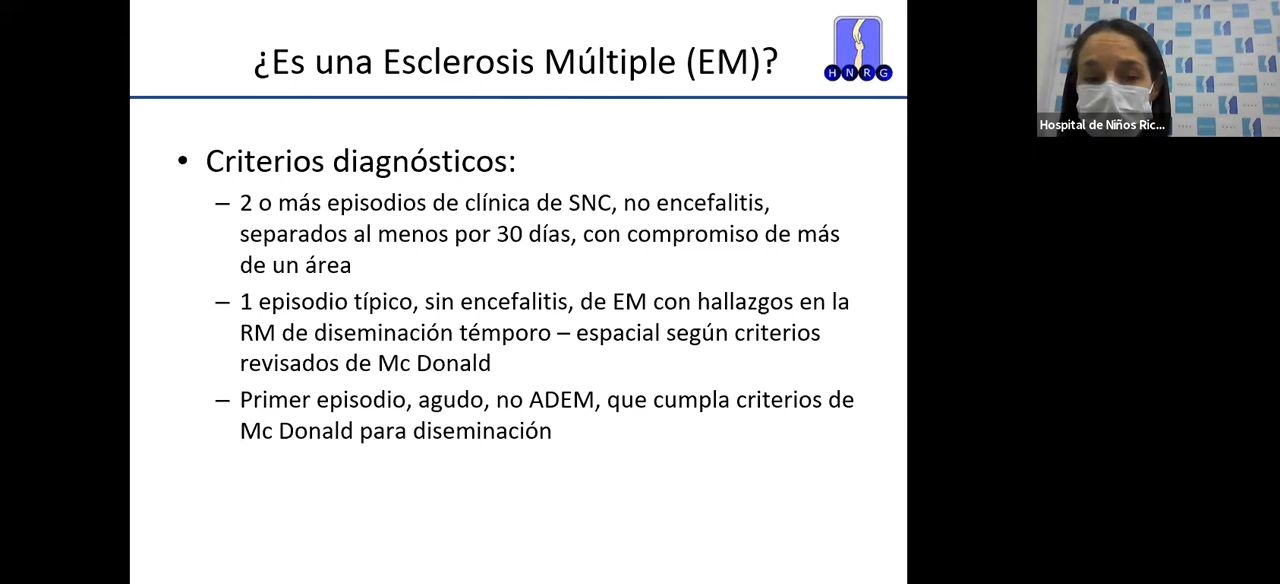 ¿Es una Esclerosis Múltiple (EM)?
H N R G
• Criterios diagnósticos:
– 2 o más episodios de clínica de SNC, no encefalitis,
separados al menos por 30 días, con compromiso de más
de un área
– 1 episodio típico, sin encefalitis, de EM con hallazgos en la
RM de diseminación témporo – espacial según criterios
revisados de Mc Donald
– Primer episodio, agudo, no ADEM, que cumpla criterios de
Mc Donald para diseminación
Hospital de Niños Ric...